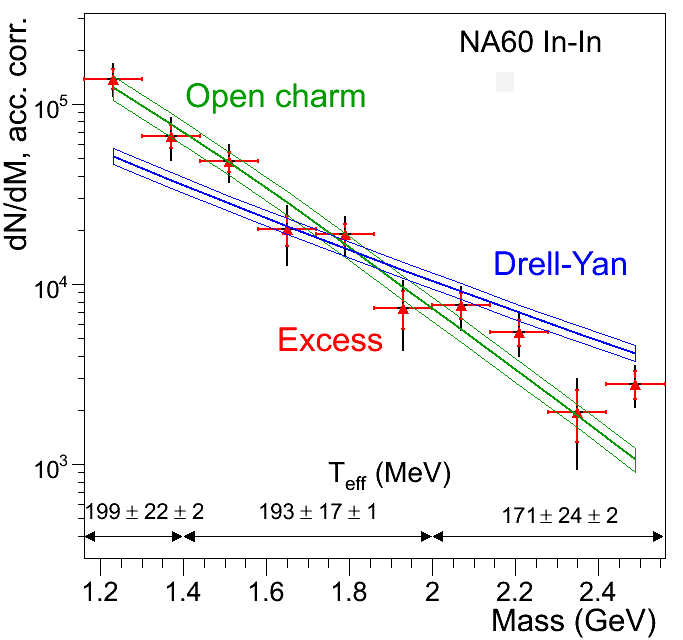 dN/dM, acc. corr.
NA60 In-In
Open charm
Drell-Yan
Excess
10^5
10^4
10^3
T_eff (MeV)
199 ± 22 ± 2
193 ± 17 ± 1
171 ± 24 ± 2
1.2 1.4 1.6 1.8 2 2.2 2.4
Mass (GeV)